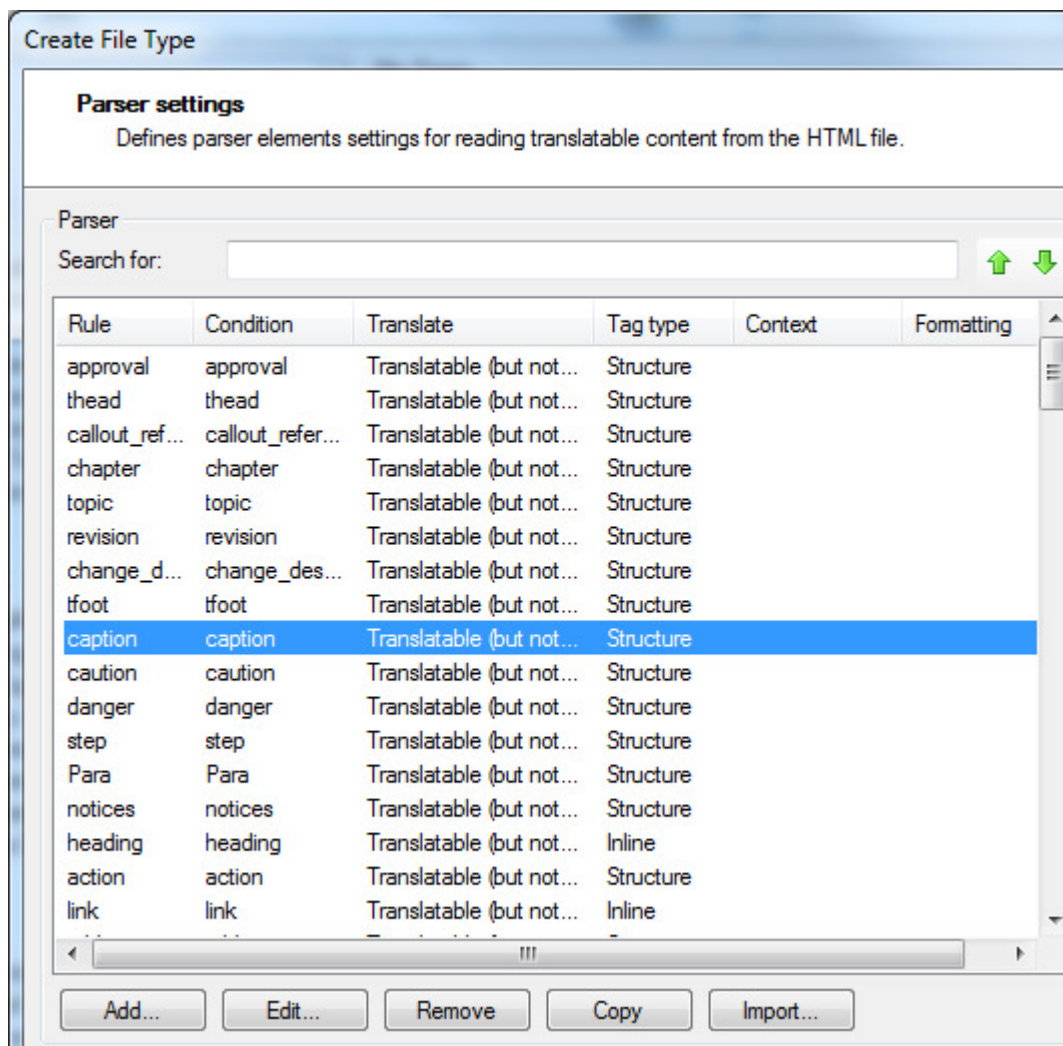 Create File Type
Parser settings
Defines parser elements settings for reading translatable content from the HTML file.
Parser
Search for:
Rule Condition Translate Tag type Context Formatting
approval approval Translatable (but not... Structure
thead thead Translatable (but not... Structure
callout_ref... callout_refer... Translatable (but not... Structure
chapter chapter Translatable (but not... Structure
topic topic Translatable (but not... Structure
revision revision Translatable (but not... Structure
change_d... change_des... Translatable (but not... Structure
tfoot tfoot Translatable (but not... Structure
caption caption Translatable (but not... Structure
caution caution Translatable (but not... Structure
danger danger Translatable (but not... Structure
step step Translatable (but not... Structure
Para Para Translatable (but not... Structure
notices notices Translatable (but not... Structure
heading heading Translatable (but not... Inline
action action Translatable (but not... Structure
link link Translatable (but not... Inline
Add... Edit... Remove Copy Import...